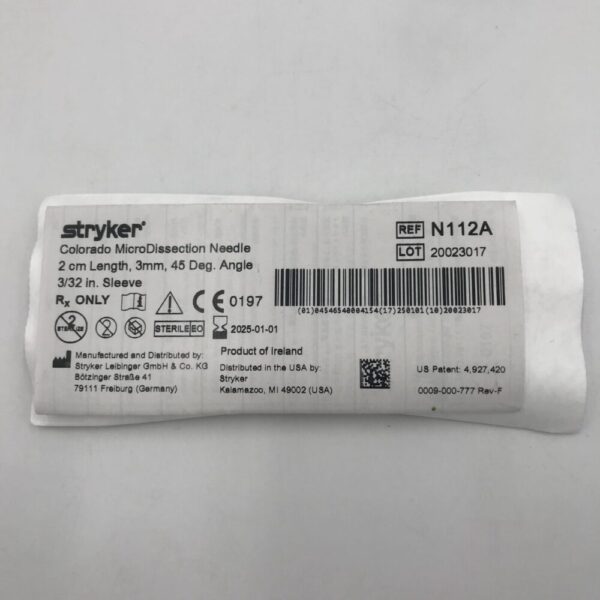 stryker®
Colorado MicroDissection Needle
2 cm Length, 3mm, 45 Deg. Angle
3/32 in. Sleeve
Rx ONLY
CE 0197
2
STERILIZE
2
STERILE EO
2025-01-01
Manufactured and Distributed by:
Stryker Leibinger GmbH & Co. KG
Bötzinger Straße 41
79111 Freiburg (Germany)
Product of Ireland
Distributed in the USA by:
Stryker
Kalamazoo, MI 49002 (USA)
REF N112A
LOT 20023017
(01)04546540004154(17)250101(10)20023017
US Patent: 4,927,420
0009-000-777 Rev-F